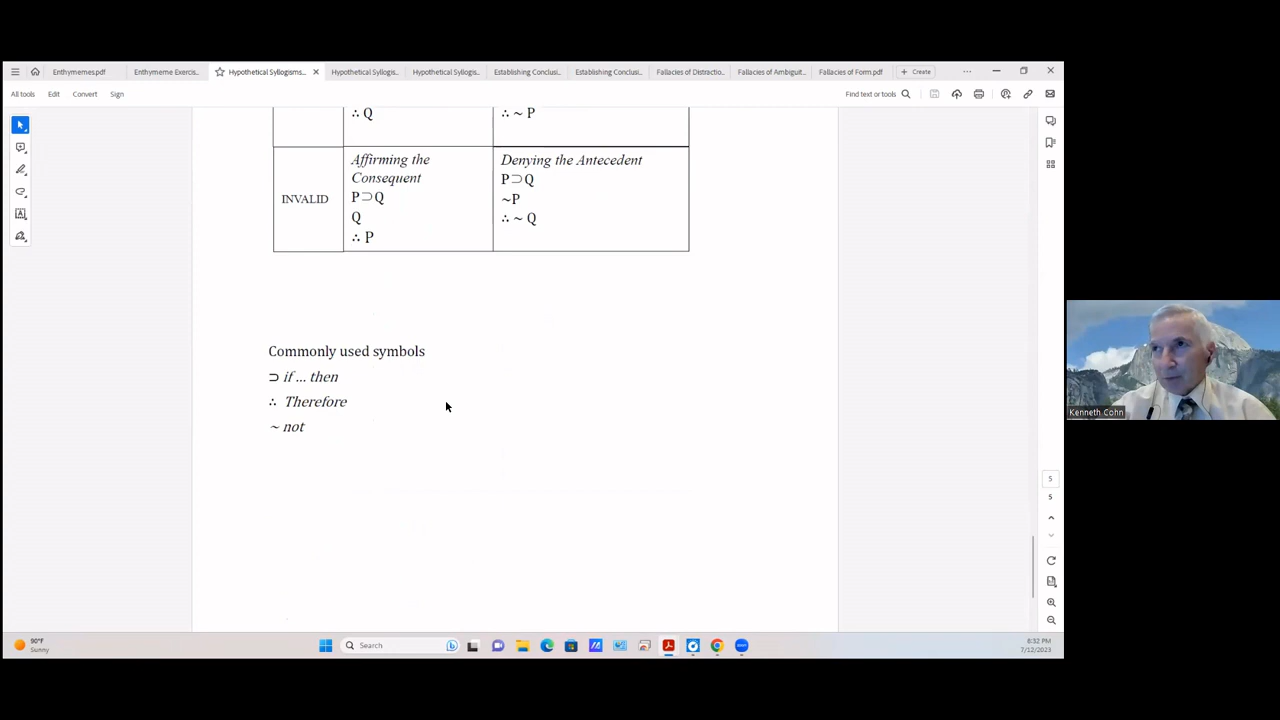 Enthymemes.pdf
Enthymeme Exercis...
Hypothetical Syllogisms...
Hypothetical Syllogis...
Hypothetical Syllogis...
Establishing Conclusi...
Establishing Conclusi...
Fallacies of Distractio...
Fallacies of Ambiguit...
Fallacies of Form.pdf
Create
All tools
Edit
Convert
Sign
Find text or tools
∴ Q
∴ ~ P
INVALID
Affirming the
Consequent
P⊃Q
Q
∴ P
Denying the Antecedent
P⊃Q
~P
∴ ~ Q
Commonly used symbols
⊃ if ... then
∴ Therefore
~ not
Kenneth Cohn
5
5
90°F
Sunny
Search
6:32 PM
7/12/2023